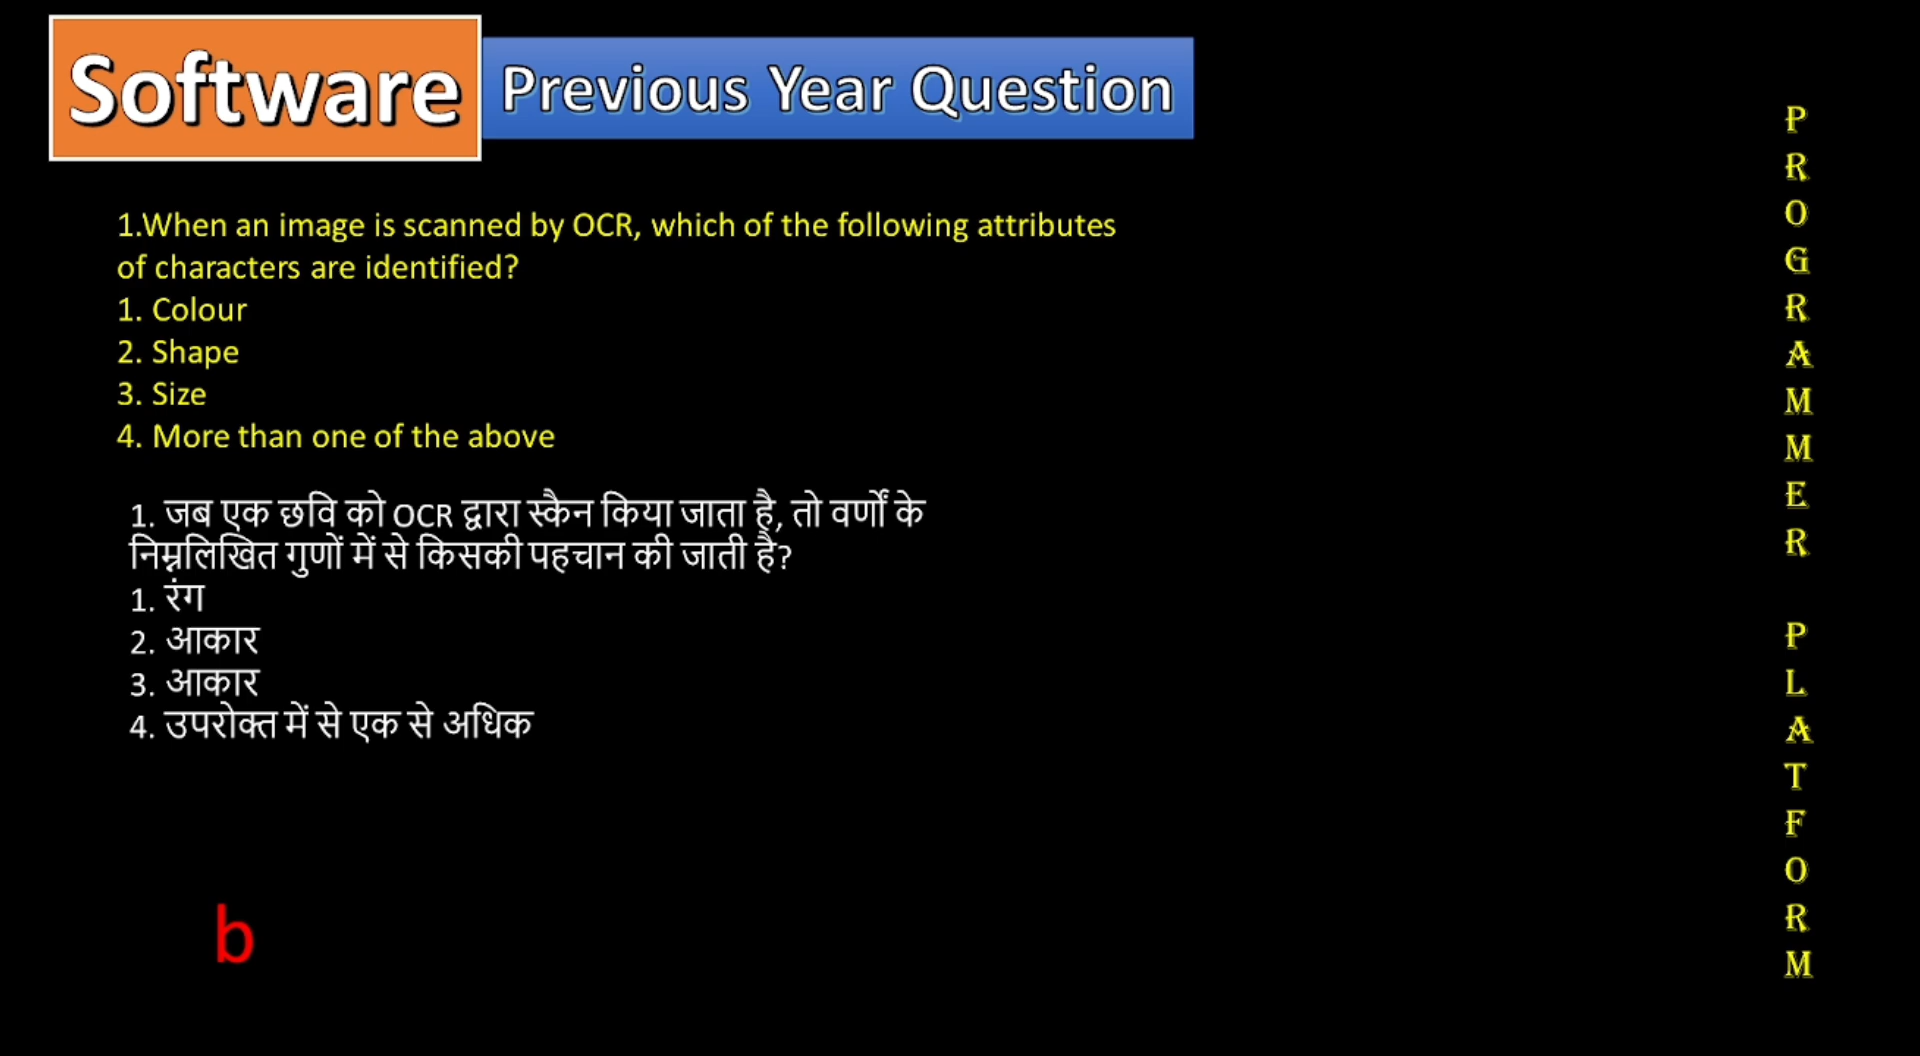 Software
Previous Year Question
1.When an image is scanned by OCR, which of the following attributes
of characters are identified?
1. Colour
2. Shape
3. Size
4. More than one of the above
1. जब एक छवि को OCR द्वारा स्कैन किया जाता है, तो वर्णों के
निम्नलिखित गुणों में से किसकी पहचान की जाती है?
1. रंग
2. आकार
3. आकार
4. उपरोक्त में से एक से अधिक
b
PROGRAMMER PLATFORM